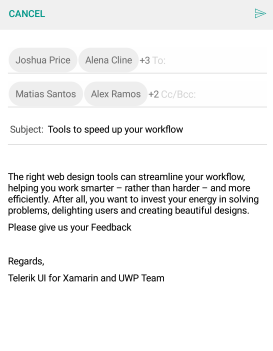 CANCEL
Joshua Price Alena Cline +3 To:
Matias Santos Alex Ramos +2 Cc/Bcc:
Subject: Tools to speed up your workflow
The right web design tools can streamline your workflow,
helping you work smarter – rather than harder – and more
efficiently. After all, you want to invest your energy in solving
problems, delighting users and creating beautiful designs.
Please give us your Feedback
Regards,
Telerik UI for Xamarin and UWP Team